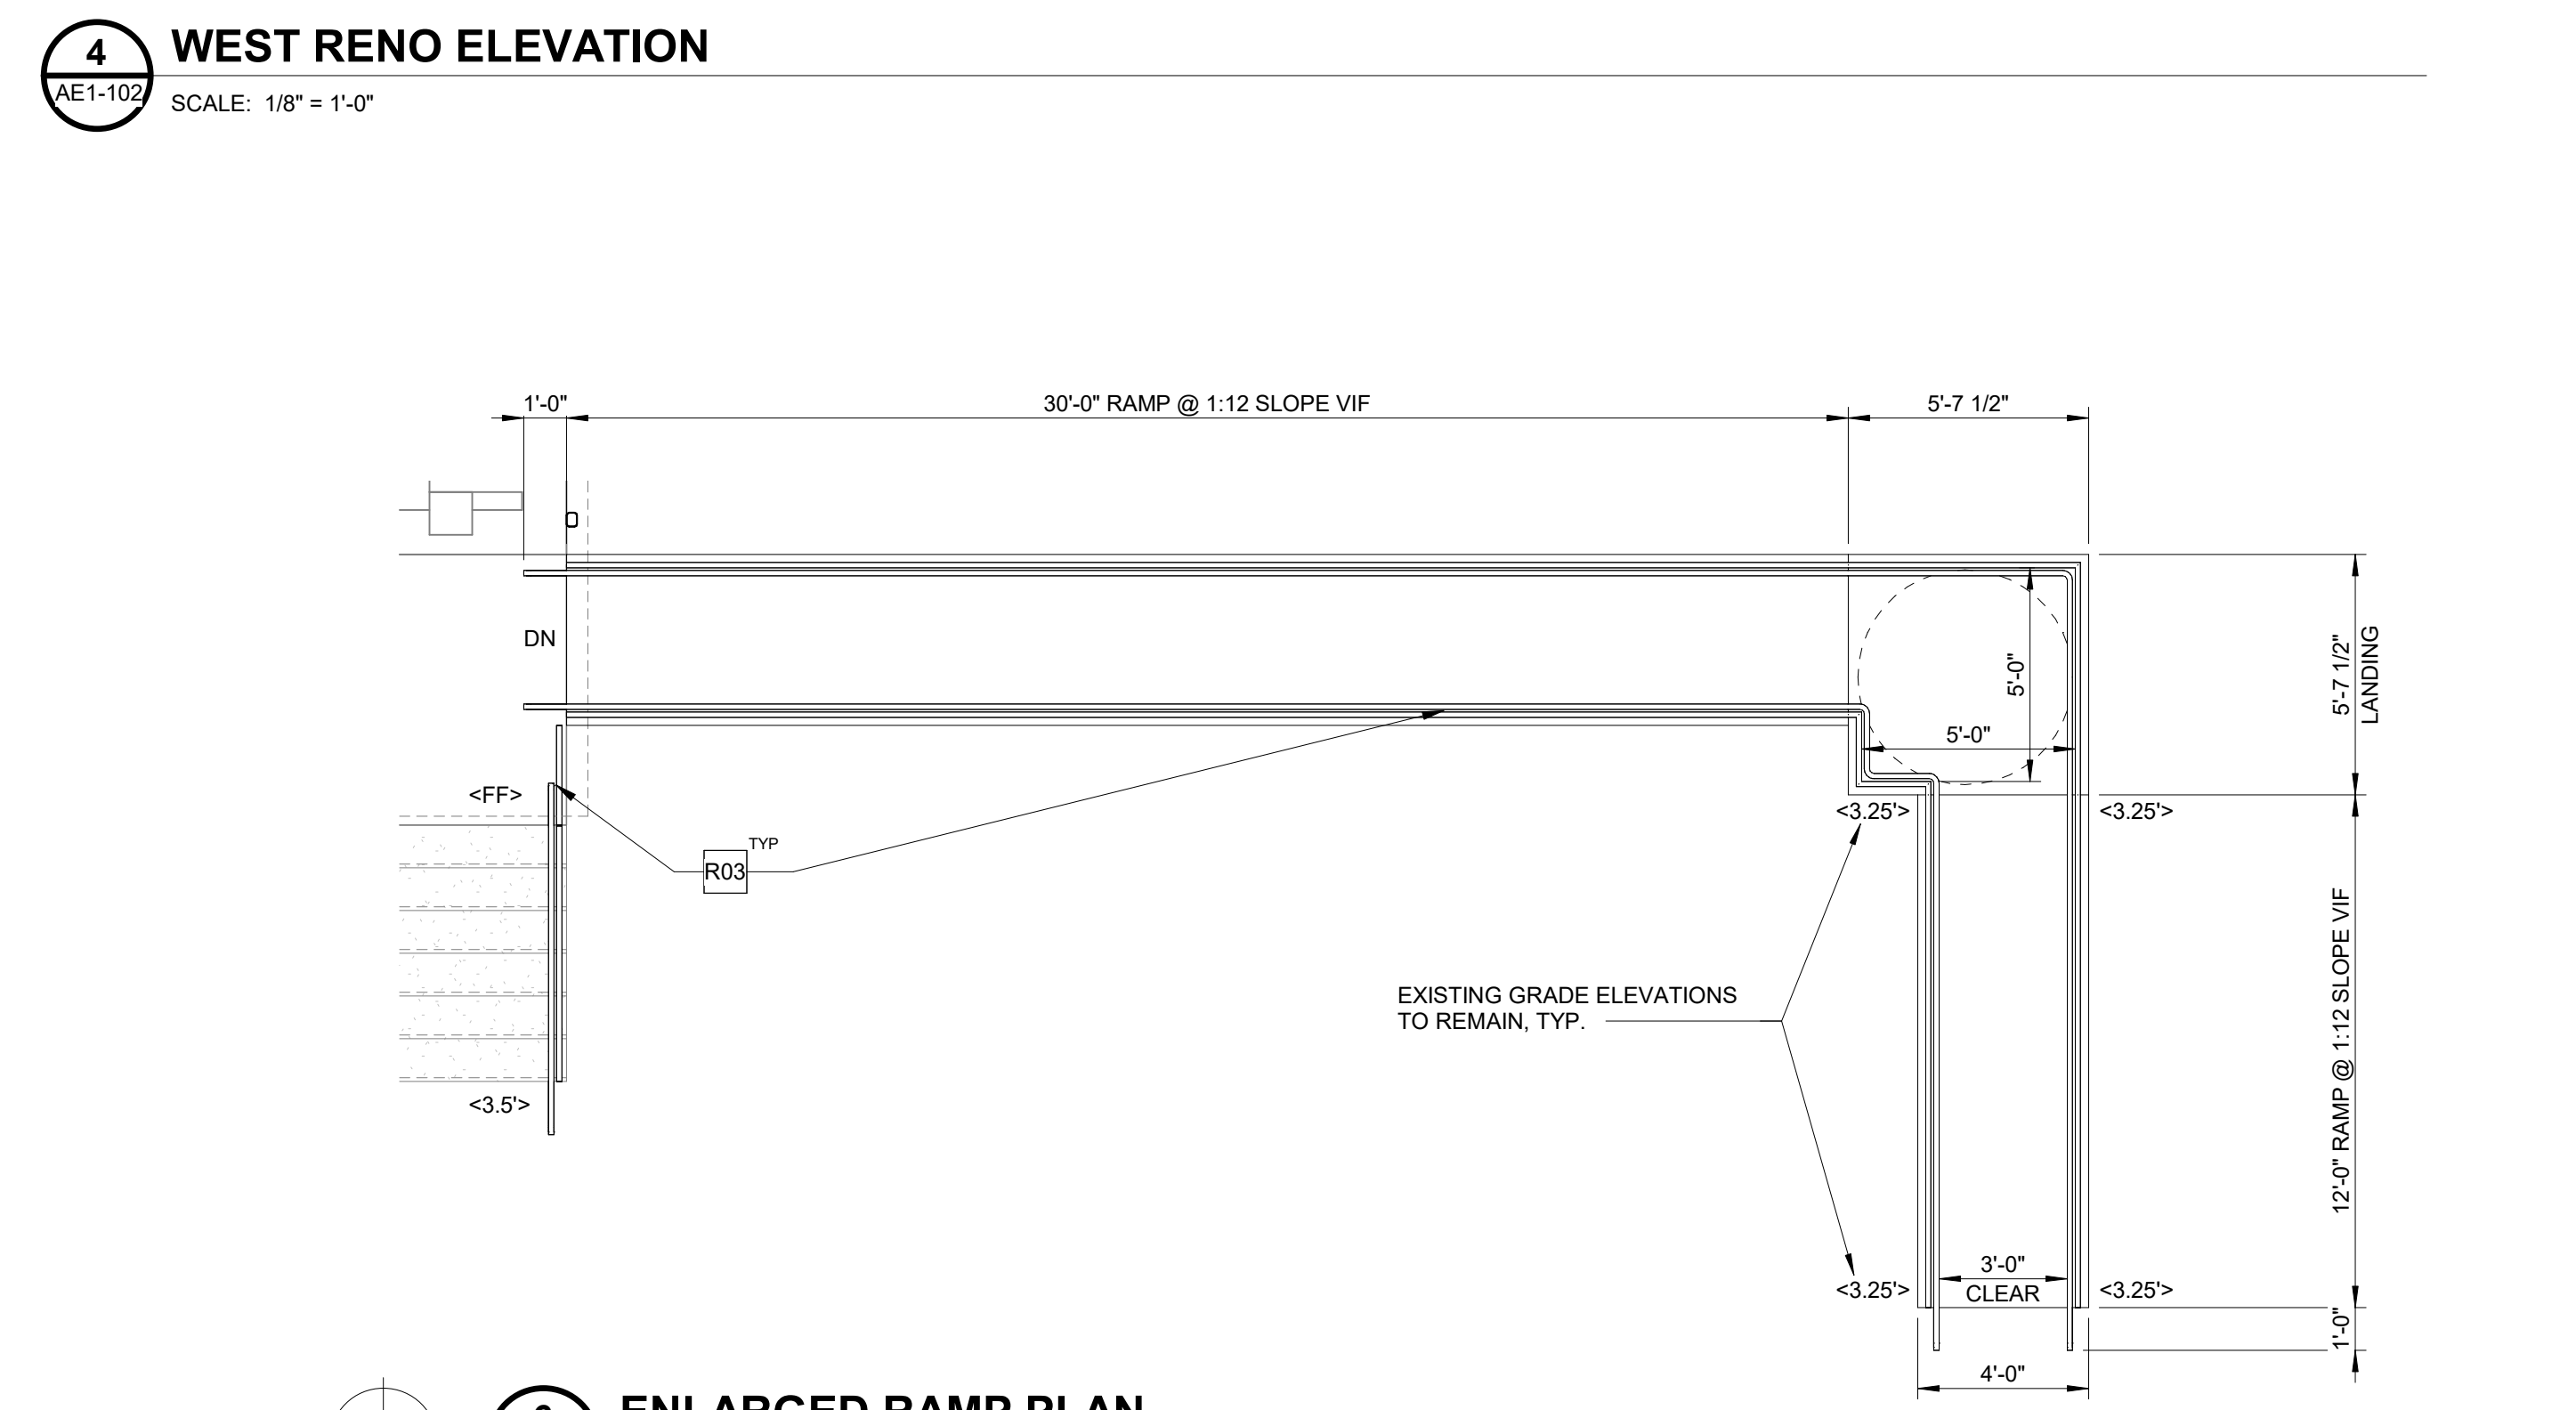 4
AE1-102
WEST RENO ELEVATION
SCALE: 1/8" = 1'-0"
1'-0"
30'-0" RAMP @ 1:12 SLOPE VIF
5'-7 1/2"
DN
5'-0"
5'-0"
5'-7 1/2"
LANDING
<FF>
<3.25'>
<3.25'>
TYP
R03
EXISTING GRADE ELEVATIONS
TO REMAIN, TYP.
12'-0" RAMP @ 1:12 SLOPE VIF
<3.5'>
3'-0"
CLEAR
<3.25'>
<3.25'>
1'-0"
4'-0"
ENLARGED RAMP PLAN